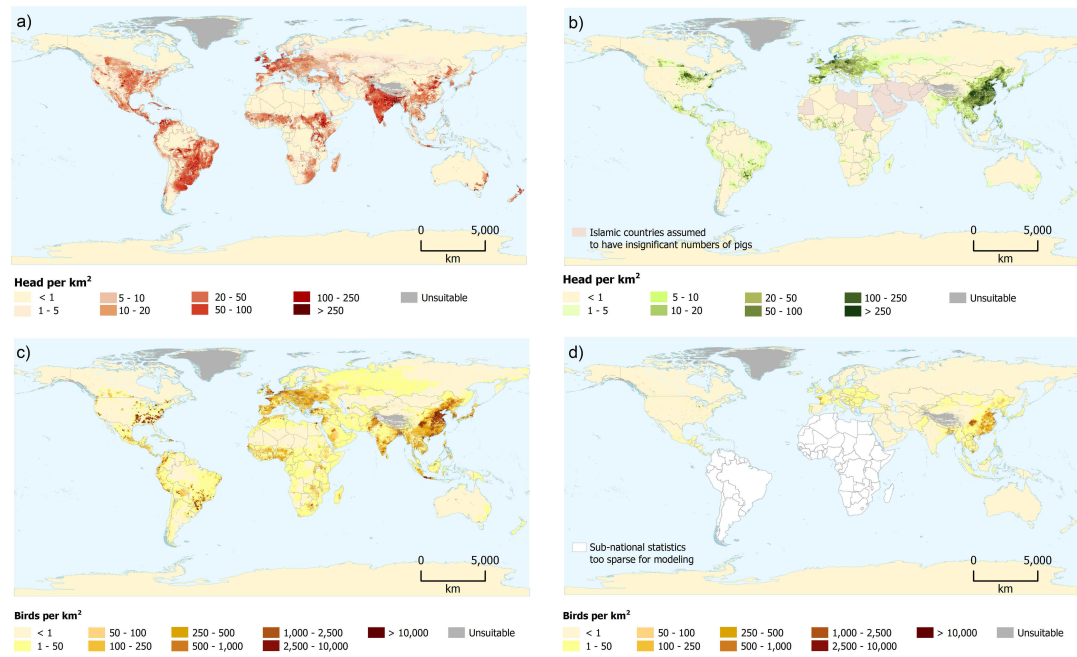 a)
0 5,000
km
Head per km²
< 1
5 - 10
20 - 50
100 - 250
Unsuitable
1 - 5
10 - 20
50 - 100
> 250
b)
Islamic countries assumed
to have insignificant numbers of pigs
0 5,000
km
Head per km²
< 1
5 - 10
20 - 50
100 - 250
Unsuitable
1 - 5
10 - 20
50 - 100
> 250
c)
0 5,000
km
Birds per km²
< 1
50 - 100
250 - 500
1,000 - 2,500
> 10,000
Unsuitable
1 - 50
100 - 250
500 - 1,000
2,500 - 10,000
d)
Sub-national statistics
too sparse for modeling
0 5,000
km
Birds per km²
< 1
50 - 100
250 - 500
1,000 - 2,500
> 10,000
Unsuitable
1 - 50
100 - 250
500 - 1,000
2,500 - 10,000